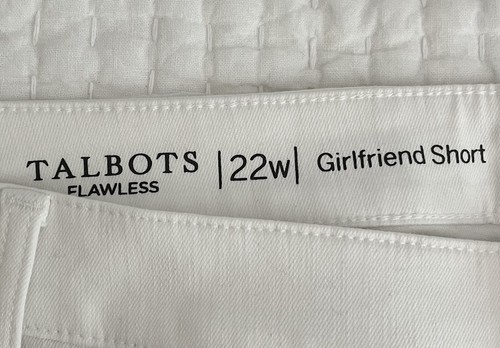 TALBOTS |22w| Girlfriend Short
FLAWLESS